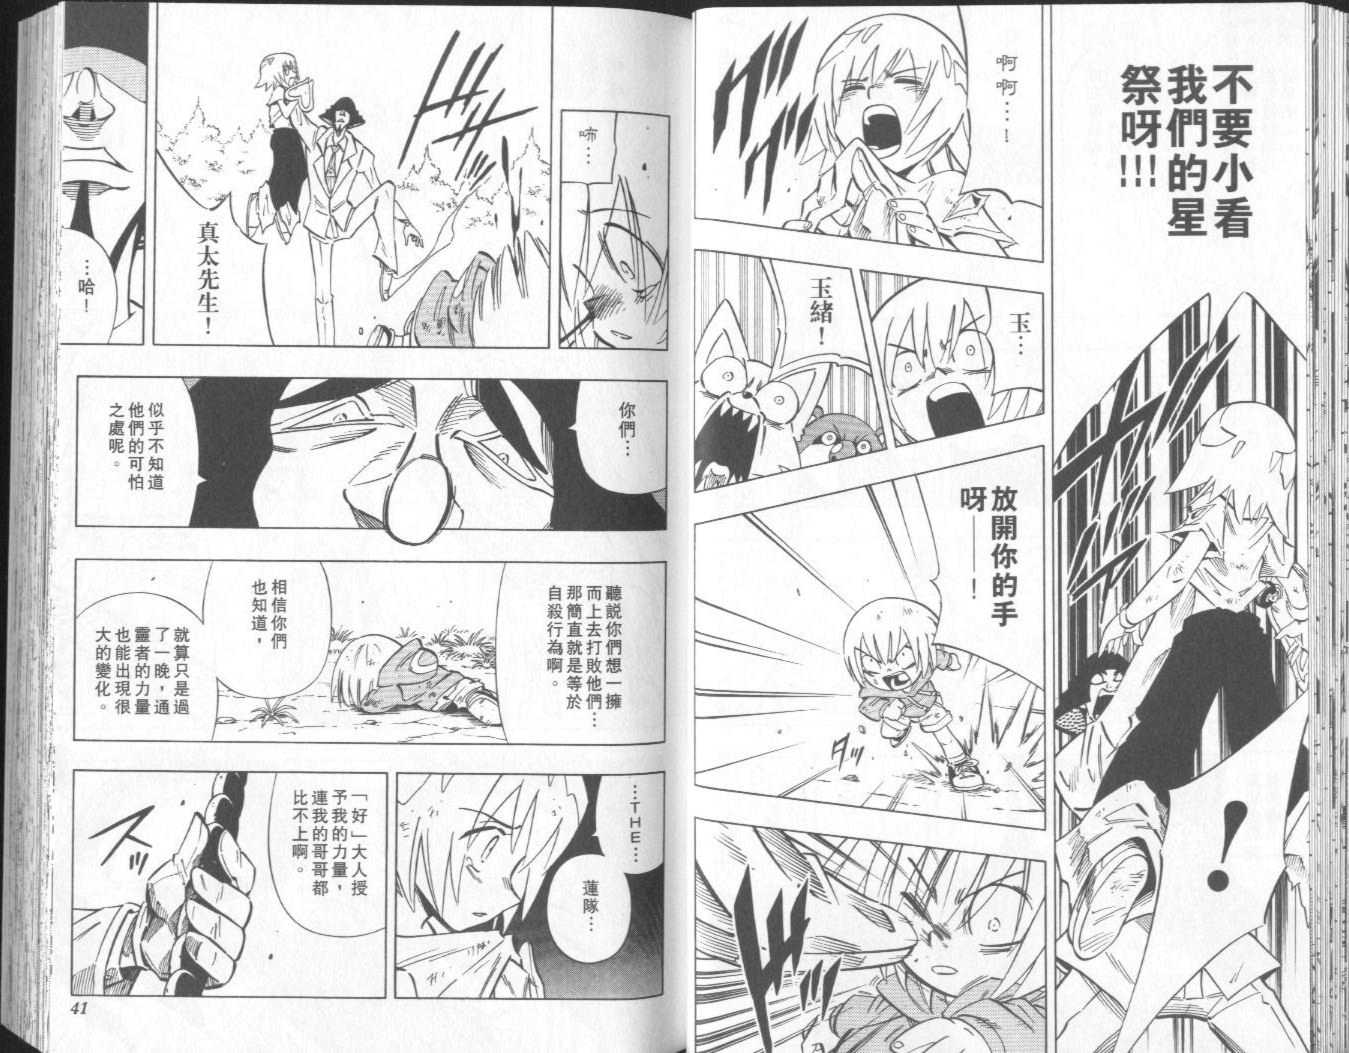 不要小看
我們的星
祭呀!!!
!
啊啊…!
玉…
玉緒!
放開你的手
呀──!
ダッ
咘…
真太先生!
…哈!
你們…
似乎不知道
他們的可怕
之處呢。
聽說你們想一擁
而上去打敗他們…
那簡直就是等於
自殺行為啊。
相信你們
也知道,
就算只是過
了一晚,通
靈者的力量
也能出現很
大的變化。
…THE…
蓮隊…
「好」大人授
予我的力量,
連我的哥哥都
比不上啊。
スッ
41